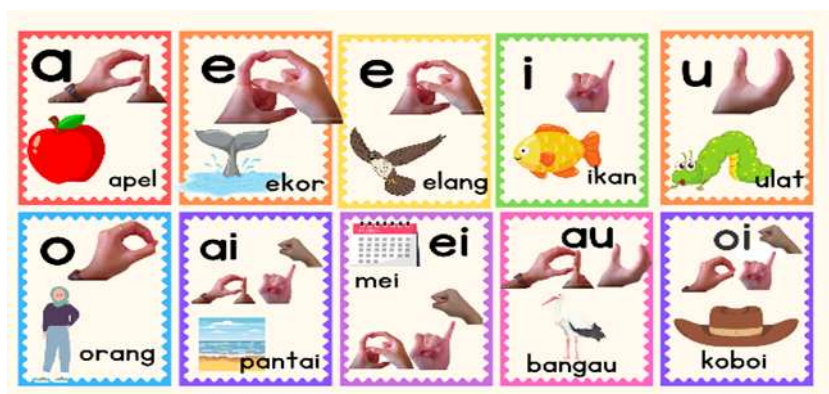 a
apel
e
ekor
e
elang
i
ikan
u
ulat
o
orang
ai
pantai
ei
mei
au
bangau
oi
koboi